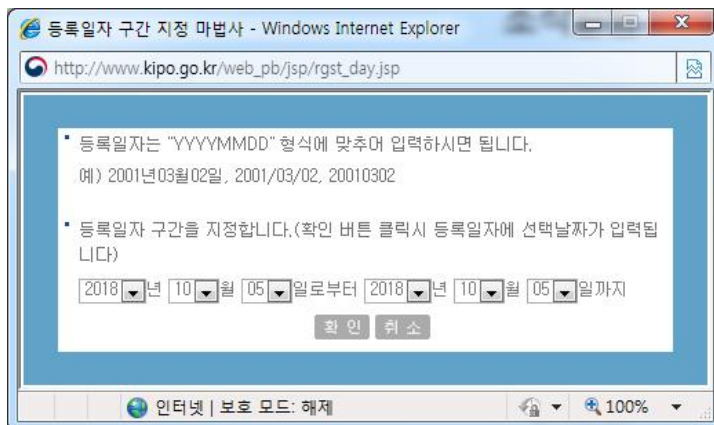 등록일자 구간 지정 마법사 - Windows Internet Explorer
http://www.kipo.go.kr/web_pb/jsp/rgst_day.jsp
등록일자는 "YYYYMMDD" 형식에 맞추어 입력하시면 됩니다.
예) 2001년03월02일, 2001/03/02, 20010302
등록일자 구간을 지정합니다.(확인 버튼 클릭시 등록일자에 선택날짜가 입력됩
니다)
2018 년 10 월 05 일로부터 2018 년 10 월 05 일까지
확 인 취 소
인터넷 | 보호 모드: 해제 100%